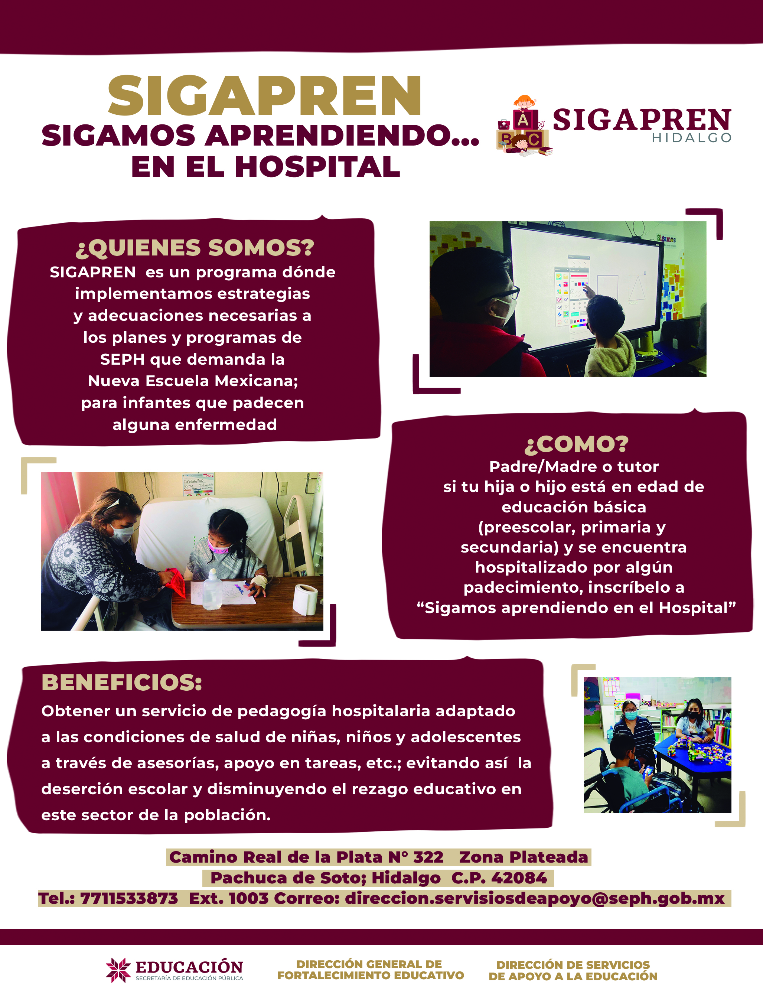 SIGAPREN
SIGAMOS APRENDIENDO...
EN EL HOSPITAL
A
B C
SIGAPREN
HIDALGO
¿QUIENES SOMOS?
SIGAPREN es un programa dónde
implementamos estrategias
y adecuaciones necesarias a
los planes y programas de
SEPH que demanda la
Nueva Escuela Mexicana;
para infantes que padecen
alguna enfermedad
Sigamos
¿COMO?
Padre/Madre o tutor
si tu hija o hijo está en edad de
educación básica
(preescolar, primaria y
secundaria) y se encuentra
hospitalizado por algún
padecimiento, inscríbelo a
“Sigamos aprendiendo en el Hospital”
BENEFICIOS:
Obtener un servicio de pedagogía hospitalaria adaptado
a las condiciones de salud de niñas, niños y adolescentes
a través de asesorías, apoyo en tareas, etc.; evitando así la
deserción escolar y disminuyendo el rezago educativo en
este sector de la población.
Camino Real de la Plata N° 322 Zona Plateada
Pachuca de Soto; Hidalgo C.P. 42084
Tel.: 7711533873 Ext. 1003 Correo: direccion.servisiosdeapoyo@seph.gob.mx
EDUCACIÓN
SECRETARÍA DE EDUCACIÓN PÚBLICA
DIRECCIÓN GENERAL DE
FORTALECIMIENTO EDUCATIVO
DIRECCIÓN DE SERVICIOS
DE APOYO A LA EDUCACIÓN